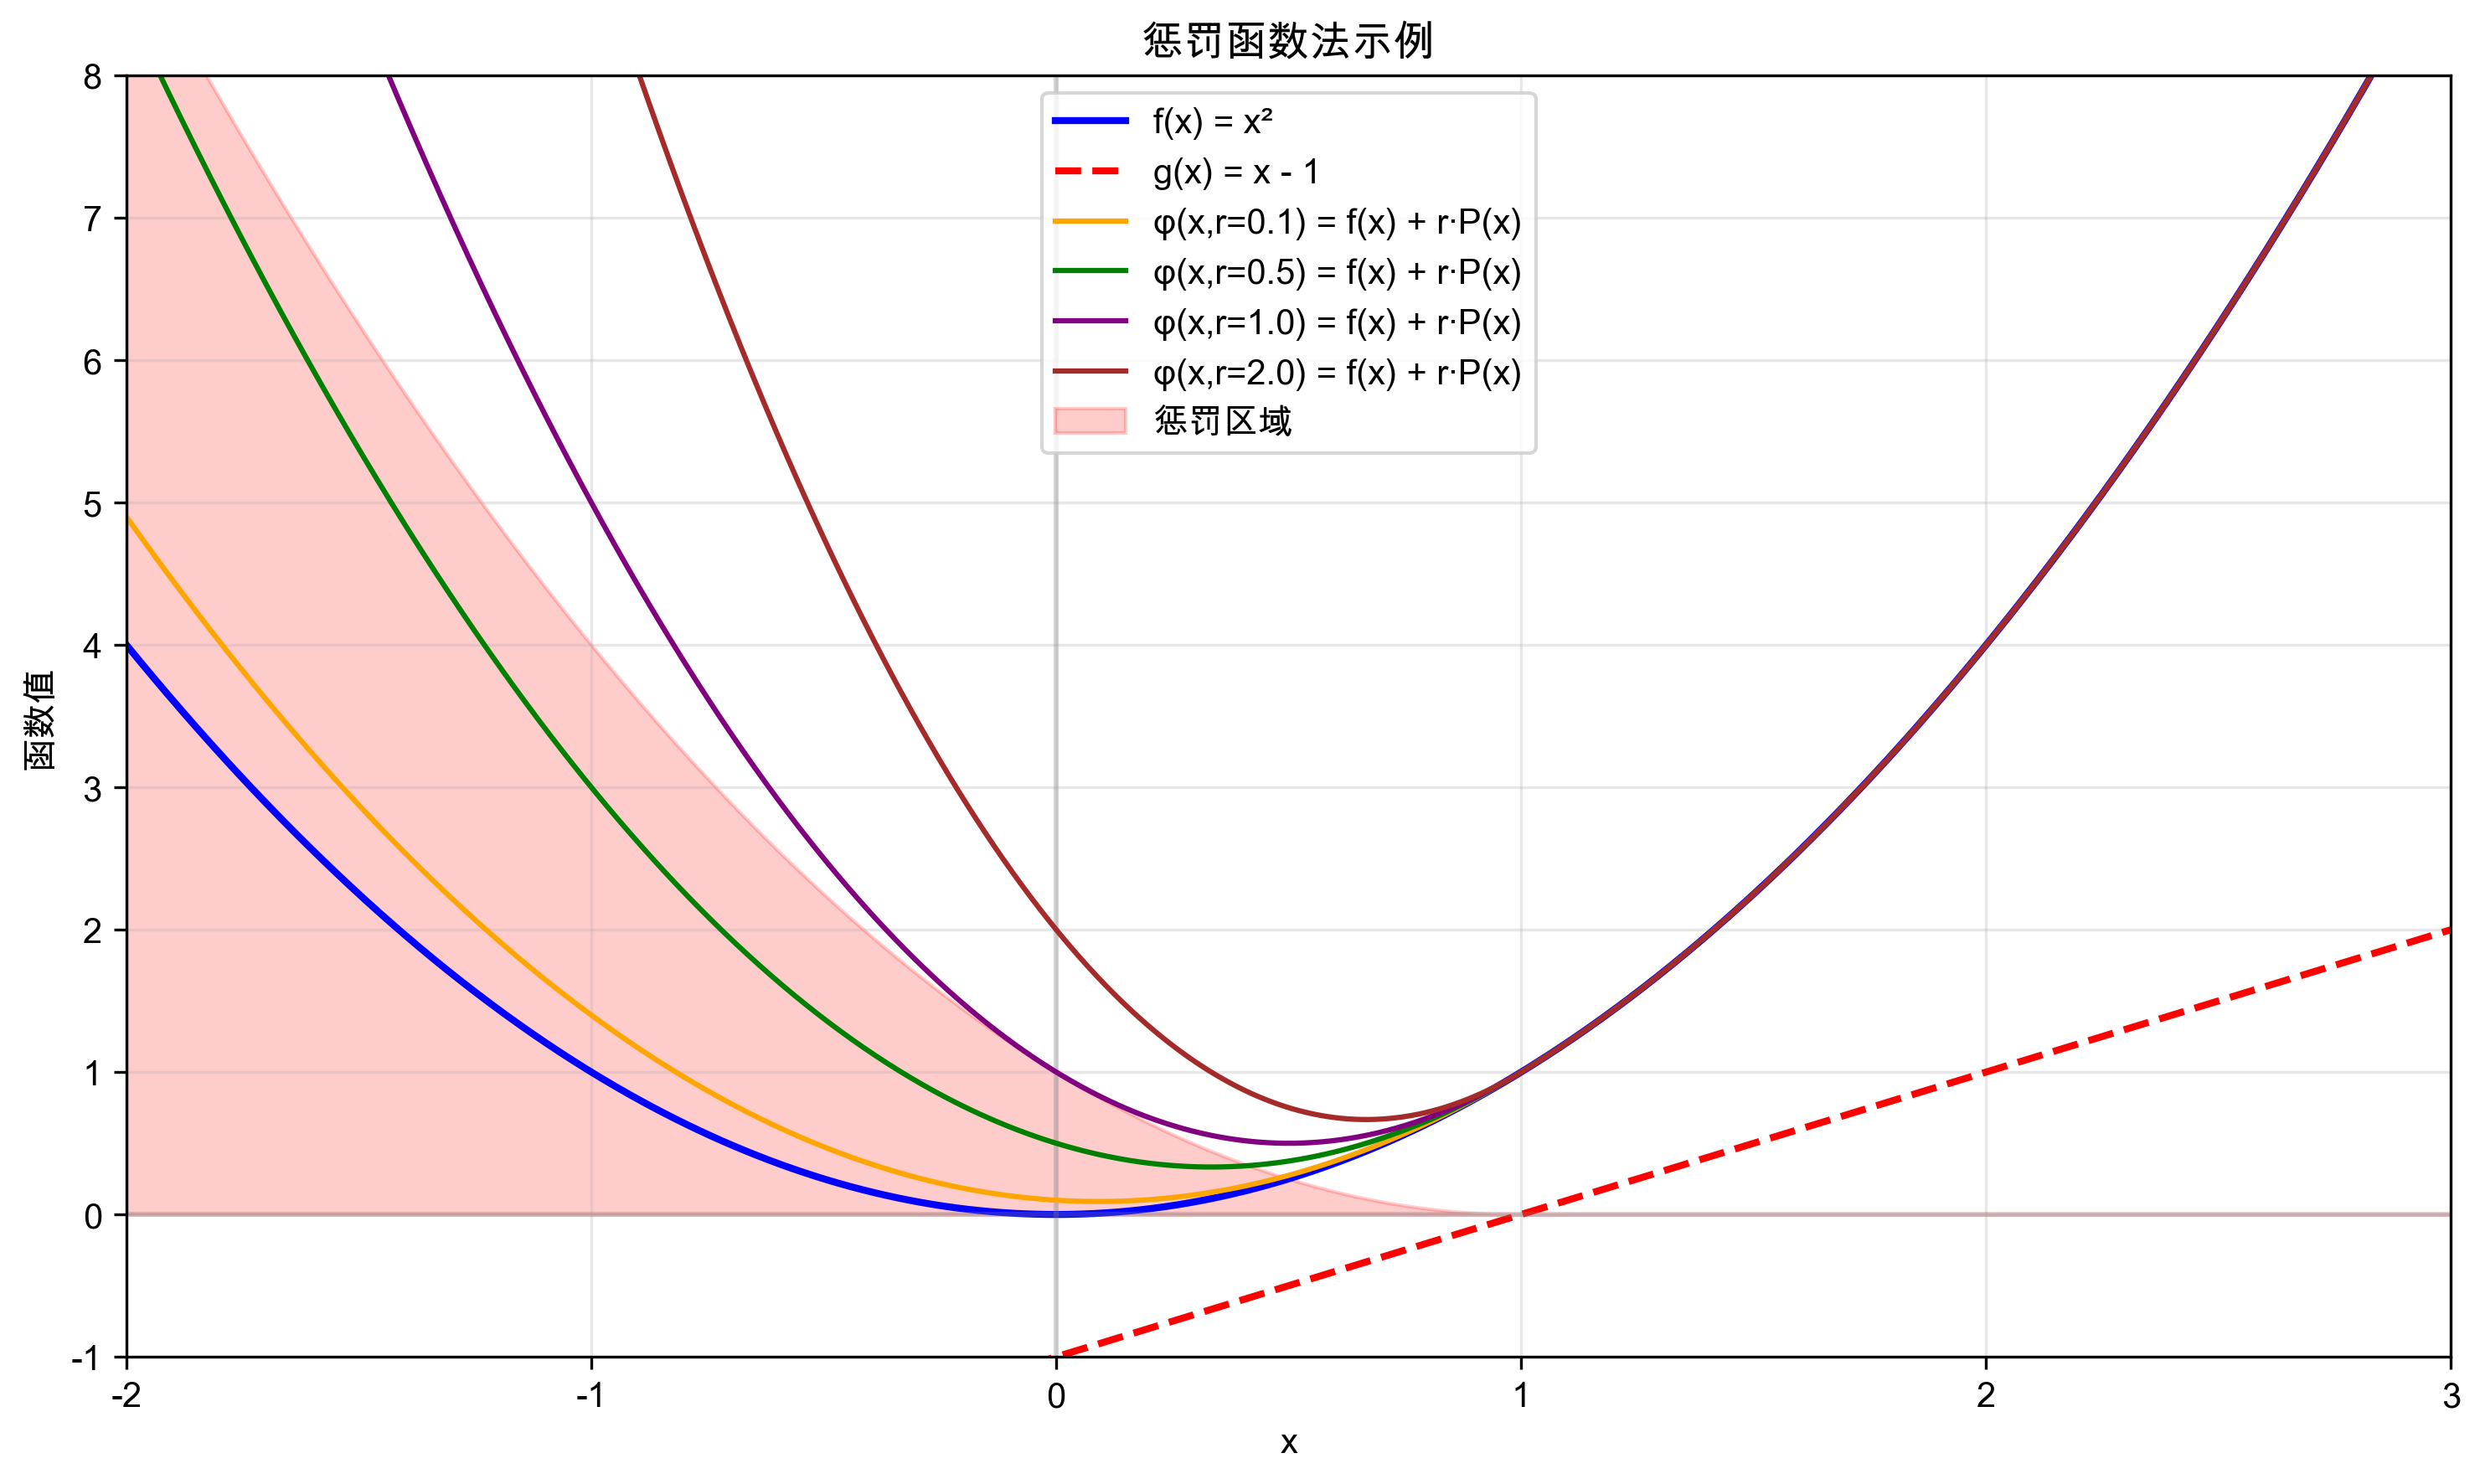 惩罚函数法示例
8
7
6
5
4
3
2
1
0
-1
函数值
f(x) = x²
g(x) = x - 1
φ(x,r=0.1) = f(x) + r·P(x)
φ(x,r=0.5) = f(x) + r·P(x)
φ(x,r=1.0) = f(x) + r·P(x)
φ(x,r=2.0) = f(x) + r·P(x)
惩罚区域
-2 -1 0 1 2 3
x